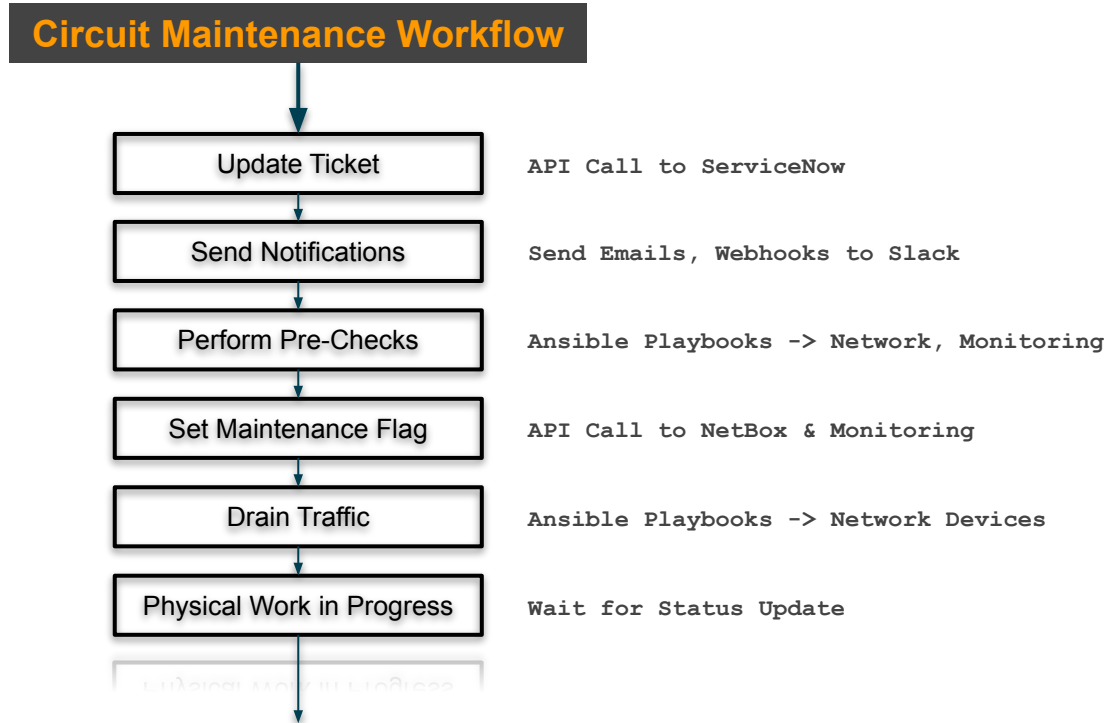 Circuit Maintenance Workflow
Update Ticket
API Call to ServiceNow
Send Notifications
Send Emails, Webhooks to Slack
Perform Pre-Checks
Ansible Playbooks -> Network, Monitoring
Set Maintenance Flag
API Call to NetBox & Monitoring
Drain Traffic
Ansible Playbooks -> Network Devices
Physical Work in Progress
Wait for Status Update